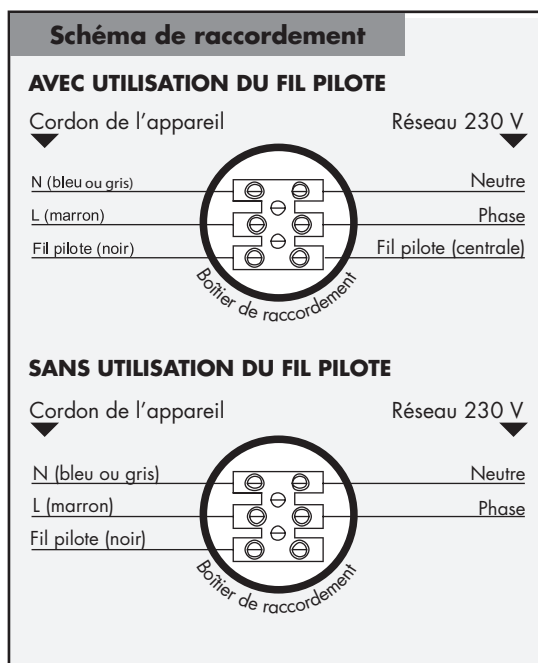 Schéma de raccordement
AVEC UTILISATION DU FIL PILOTE
Cordon de l'appareil Réseau 230 V
N (bleu ou gris) Neutre
L (marron) Phase
Fil pilote (noir) Fil pilote (centrale)
Boîtier de raccordement
SANS UTILISATION DU FIL PILOTE
Cordon de l'appareil Réseau 230 V
N (bleu ou gris) Neutre
L (marron) Phase
Fil pilote (noir)
Boîtier de raccordement